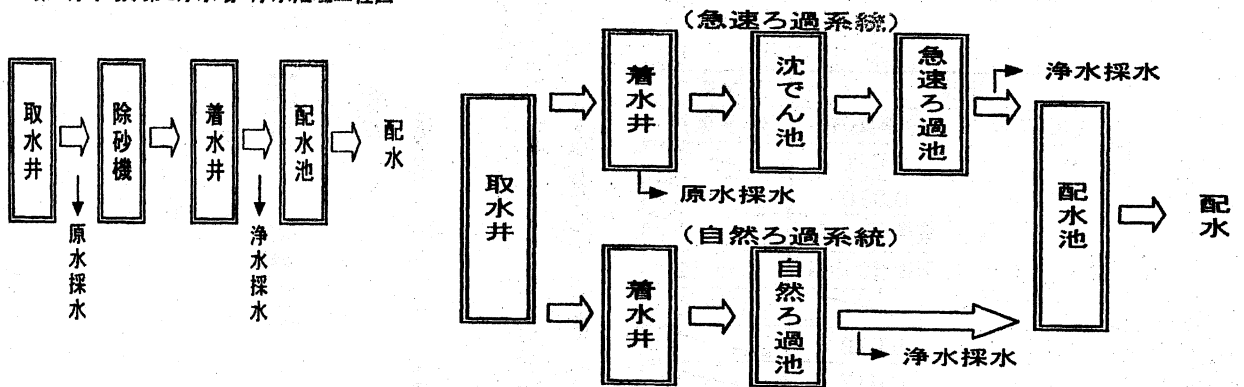 取水井
除砂機
着水井
配水池
配水
原水採水
浄水採水
(急速ろ過系統)
取水井
着水井
沈でん池
急速ろ過池
浄水採水
原水採水
(自然ろ過系統)
着水井
自然ろ過池
浄水採水
配水池
配水